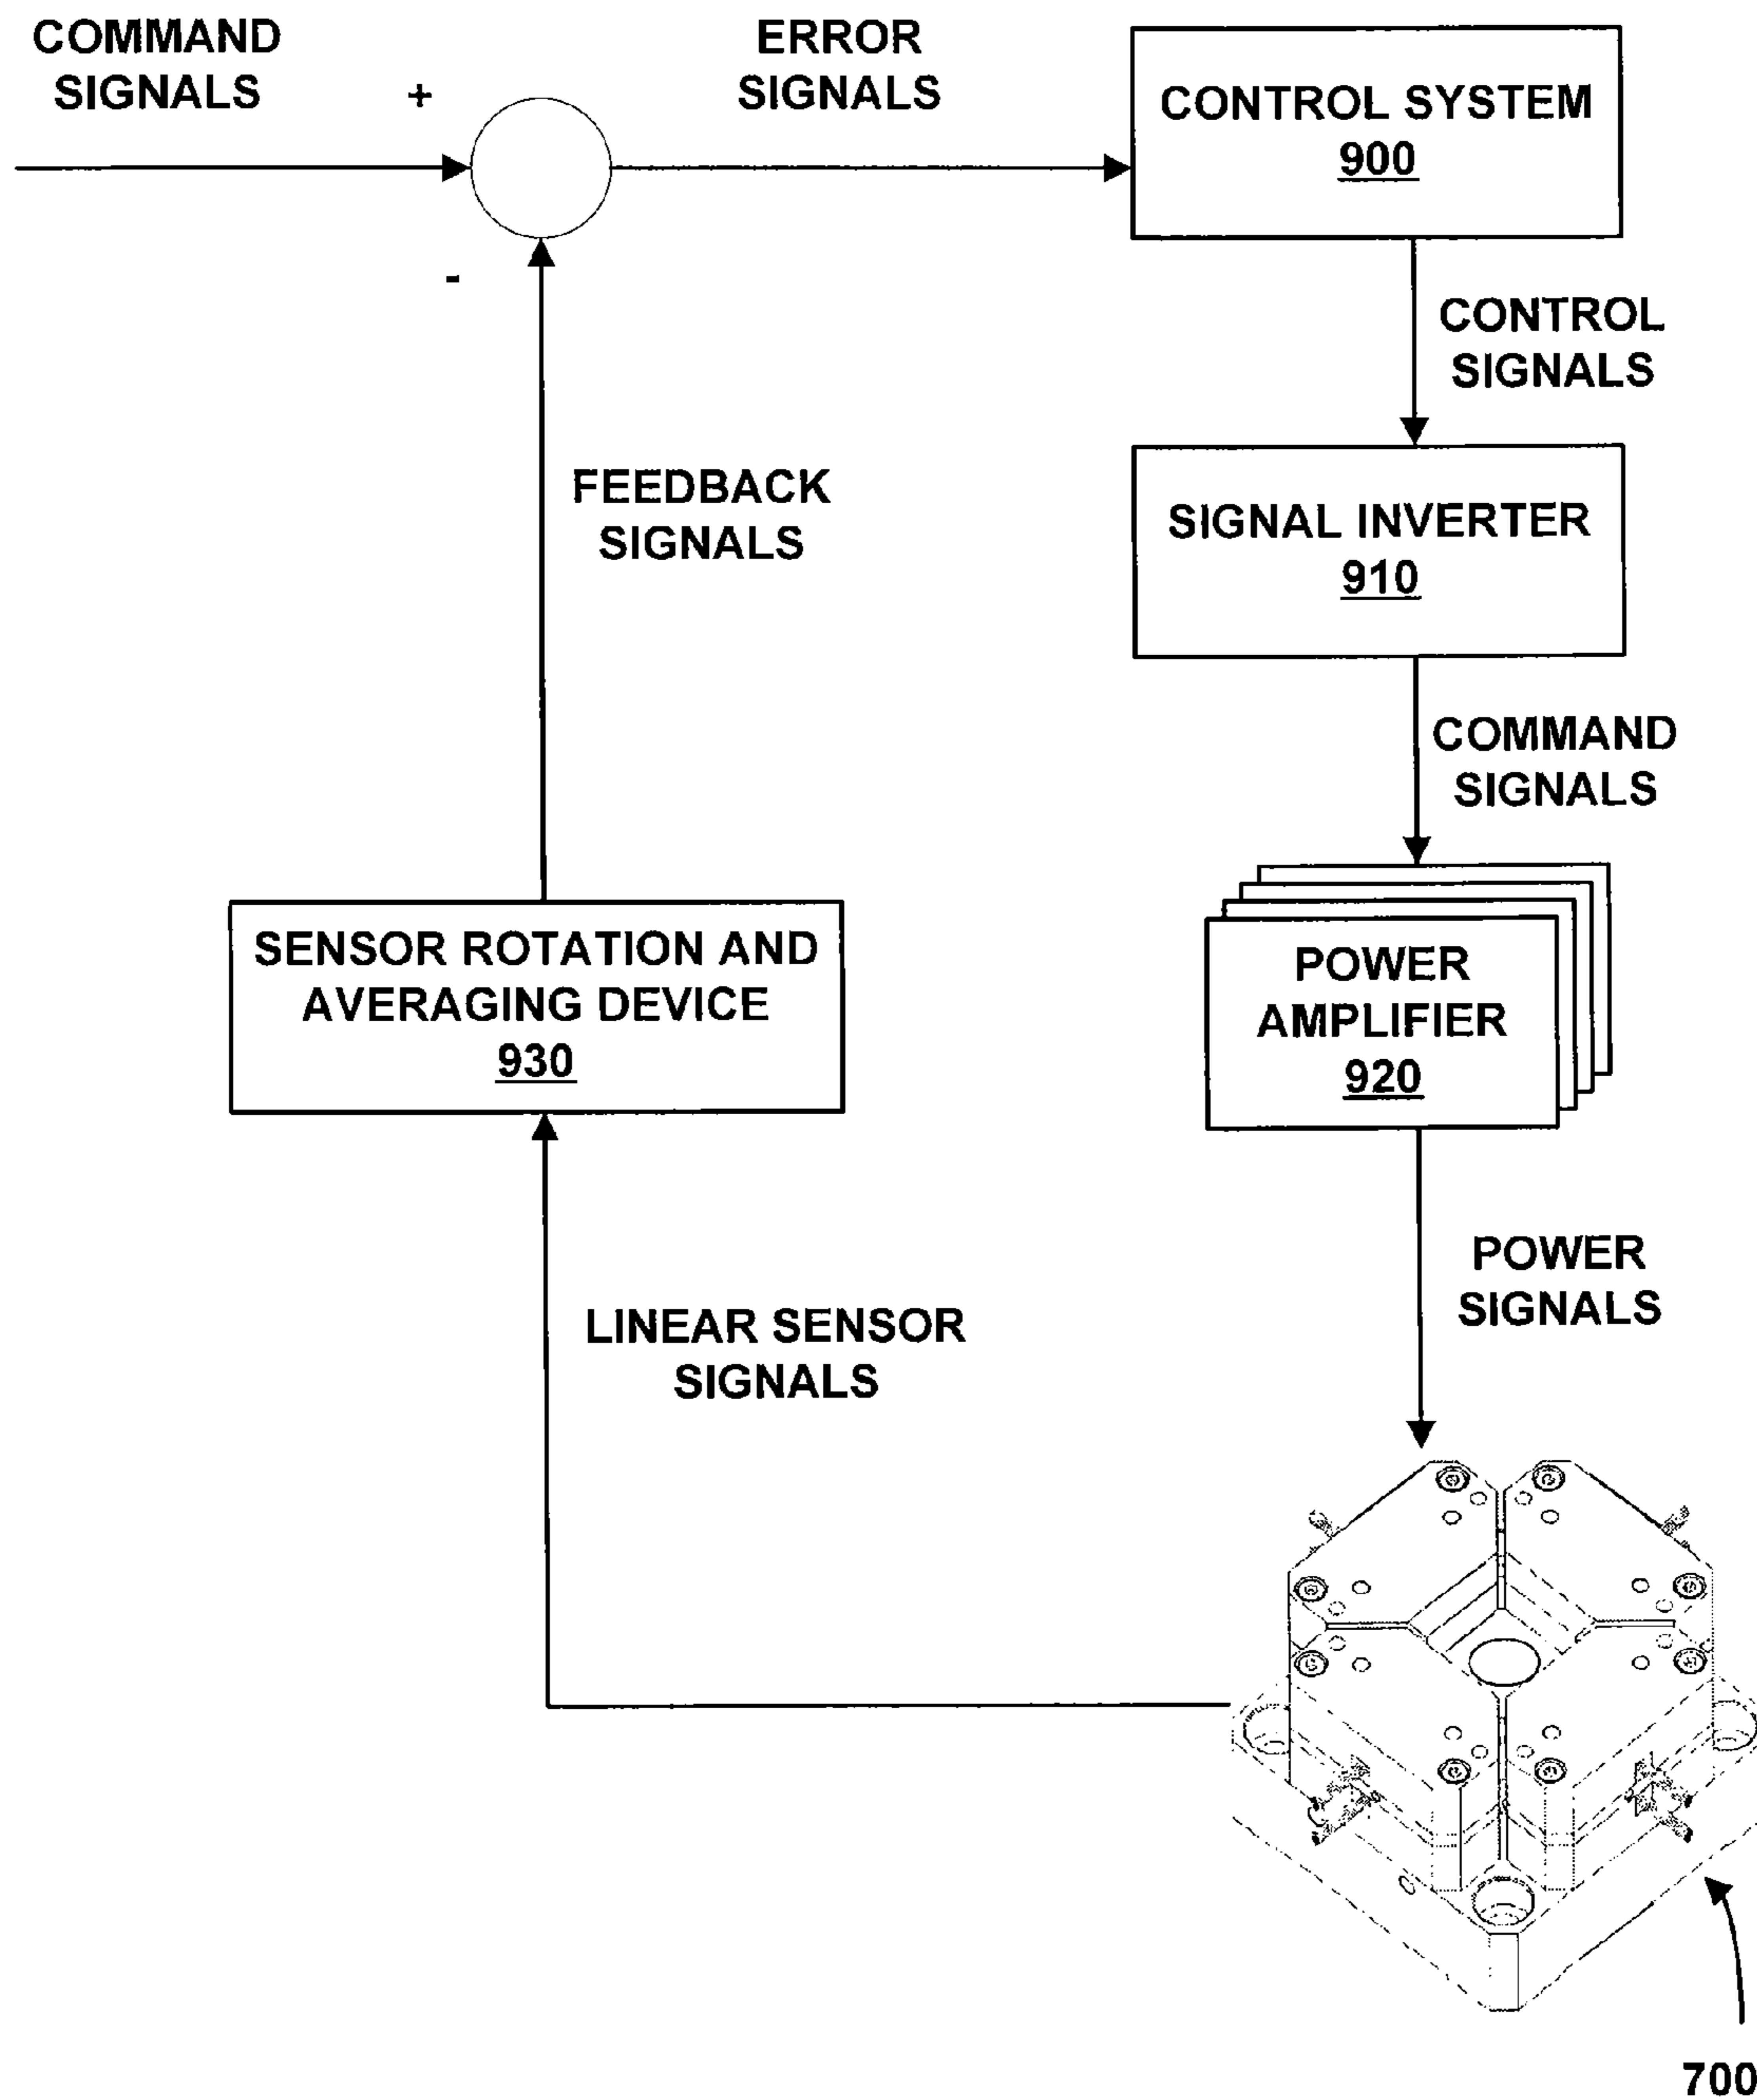 COMMAND
SIGNALS
+
ERROR
SIGNALS
CONTROL SYSTEM
900
-
CONTROL
SIGNALS
FEEDBACK
SIGNALS
SIGNAL INVERTER
910
COMMAND
SIGNALS
SENSOR ROTATION AND
AVERAGING DEVICE
930
POWER
AMPLIFIER
920
POWER
SIGNALS
LINEAR SENSOR
SIGNALS
700